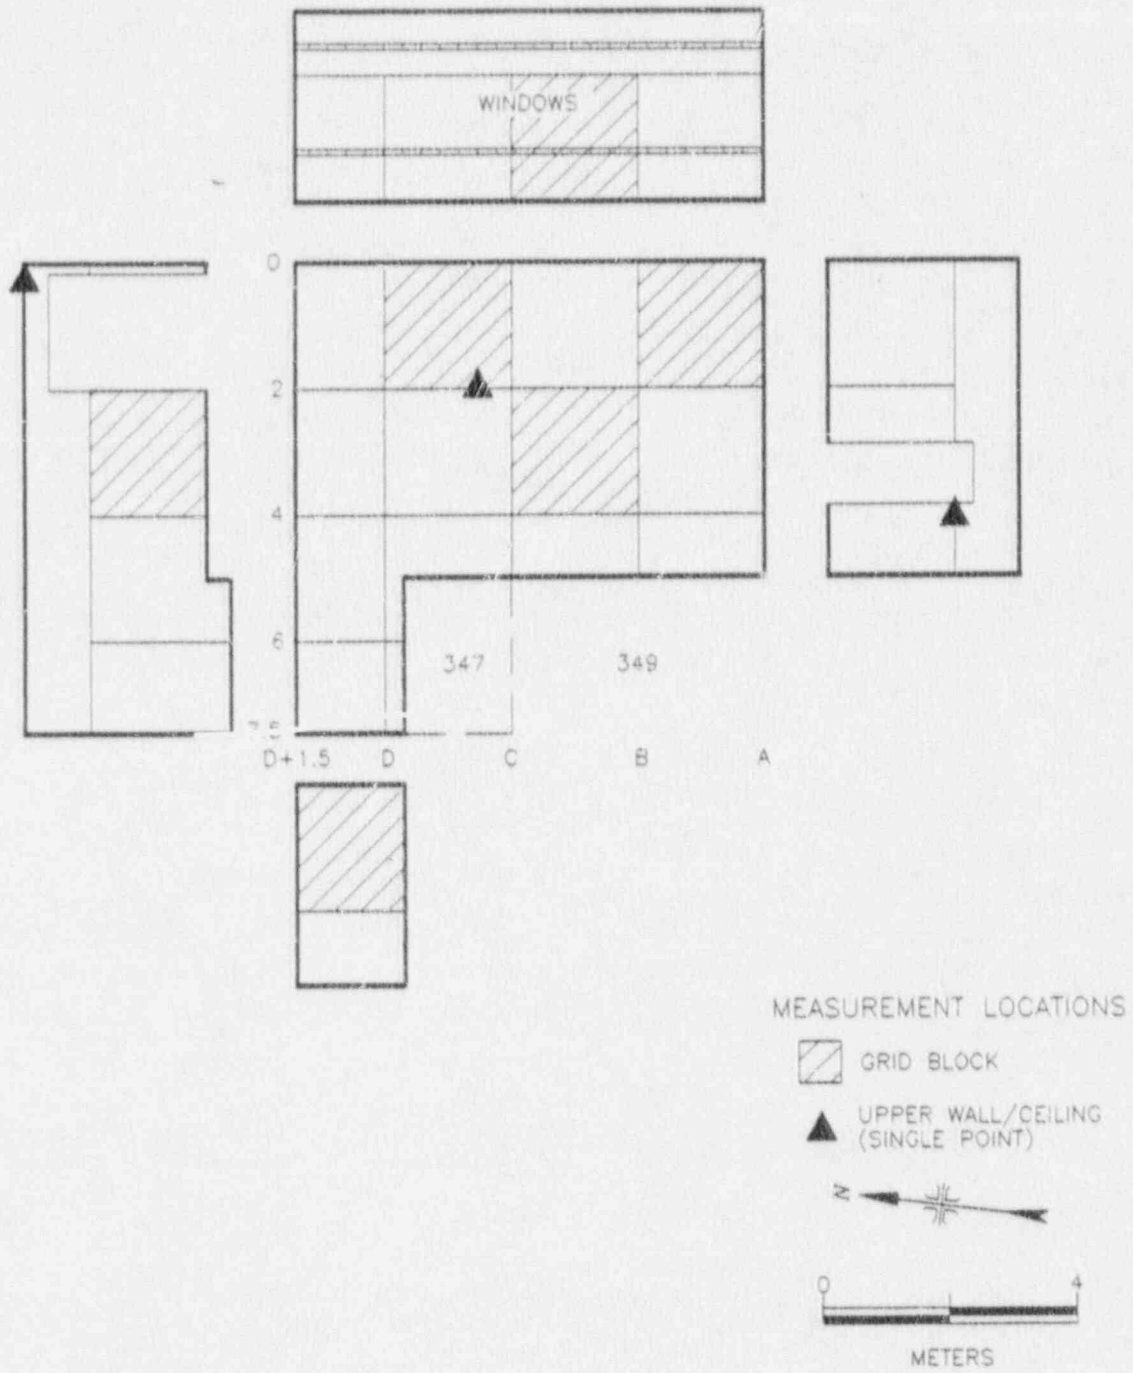 WINDOWS
0
2
4
6
347 349
D+1.5 D C B A
MEASUREMENT LOCATIONS
GRID BLOCK
UPPER WALL/CEILING
(SINGLE POINT)
N
0 4
METERS